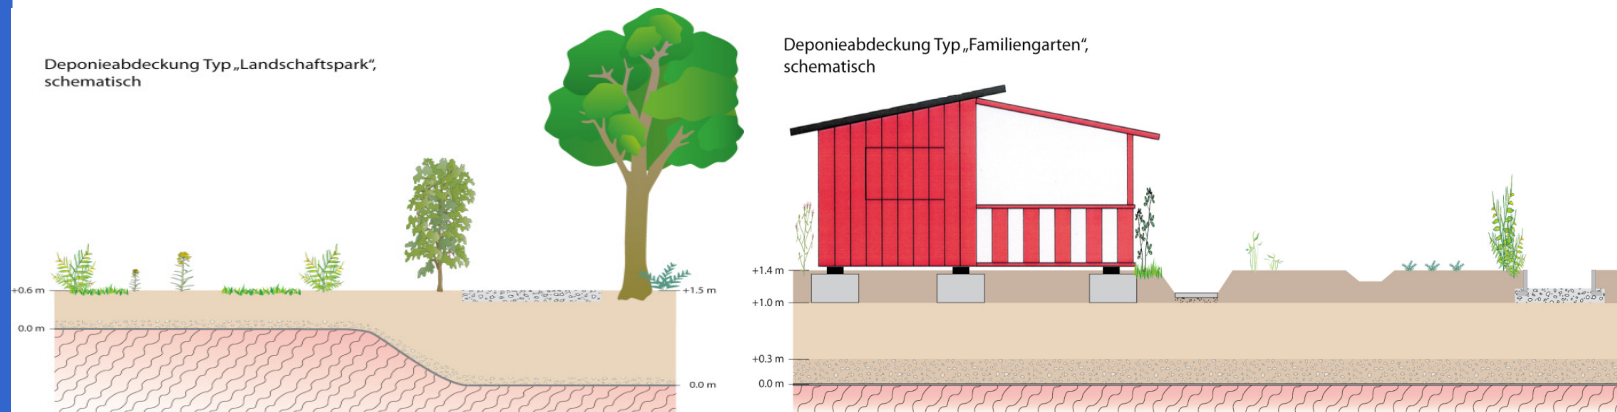 Deponieabdeckung Typ „Landschaftspark“,
schematisch
+0.6 m
0.0 m
+1.5 m
0.0 m
Deponieabdeckung Typ „Familiengarten“,
schematisch
+1.4 m
+1.0 m
+0.3 m
0.0 m